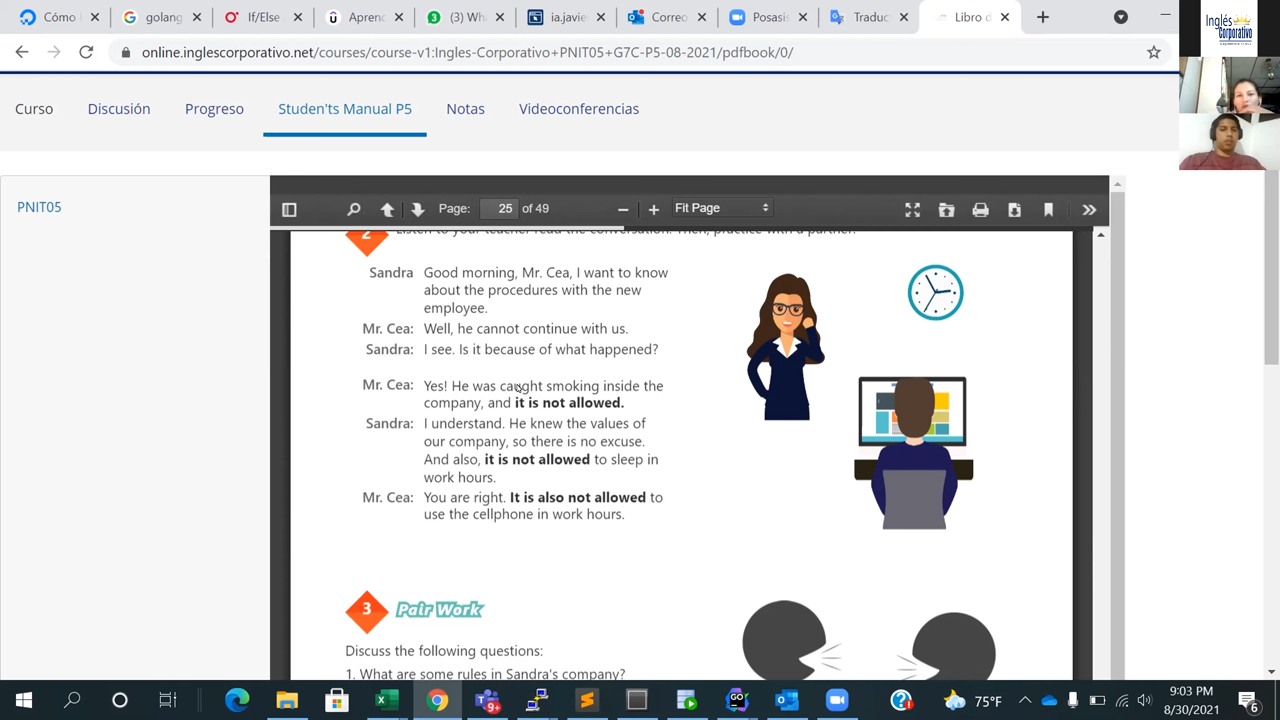 Cómo
golang
If/Else
Apren
(3) Wh
ia.javie
Correo
Posasis
Traduc
Libro d
online.inglescorporativo.net/courses/course-v1:Ingles-Corporativo+PNIT05+G7C-P5-08-2021/pdfbook/0/
Inglés
Corporativo
Curso
Discusión
Progreso
Studen'ts Manual P5
Notas
Videoconferencias
PNIT05
Page: 25 of 49
Fit Page
2 Listen to your teacher read the conversation. Then, practice with a partner.
Sandra Good morning, Mr. Cea, I want to know
about the procedures with the new
employee.
Mr. Cea: Well, he cannot continue with us.
Sandra: I see. Is it because of what happened?
Mr. Cea: Yes! He was caught smoking inside the
company, and it is not allowed.
Sandra: I understand. He knew the values of
our company, so there is no excuse.
And also, it is not allowed to sleep in
work hours.
Mr. Cea: You are right. It is also not allowed to
use the cellphone in work hours.
3 Pair Work
Discuss the following questions:
1. What are some rules in Sandra's company?
9+
GO
75°F
9:03 PM
8/30/2021
6